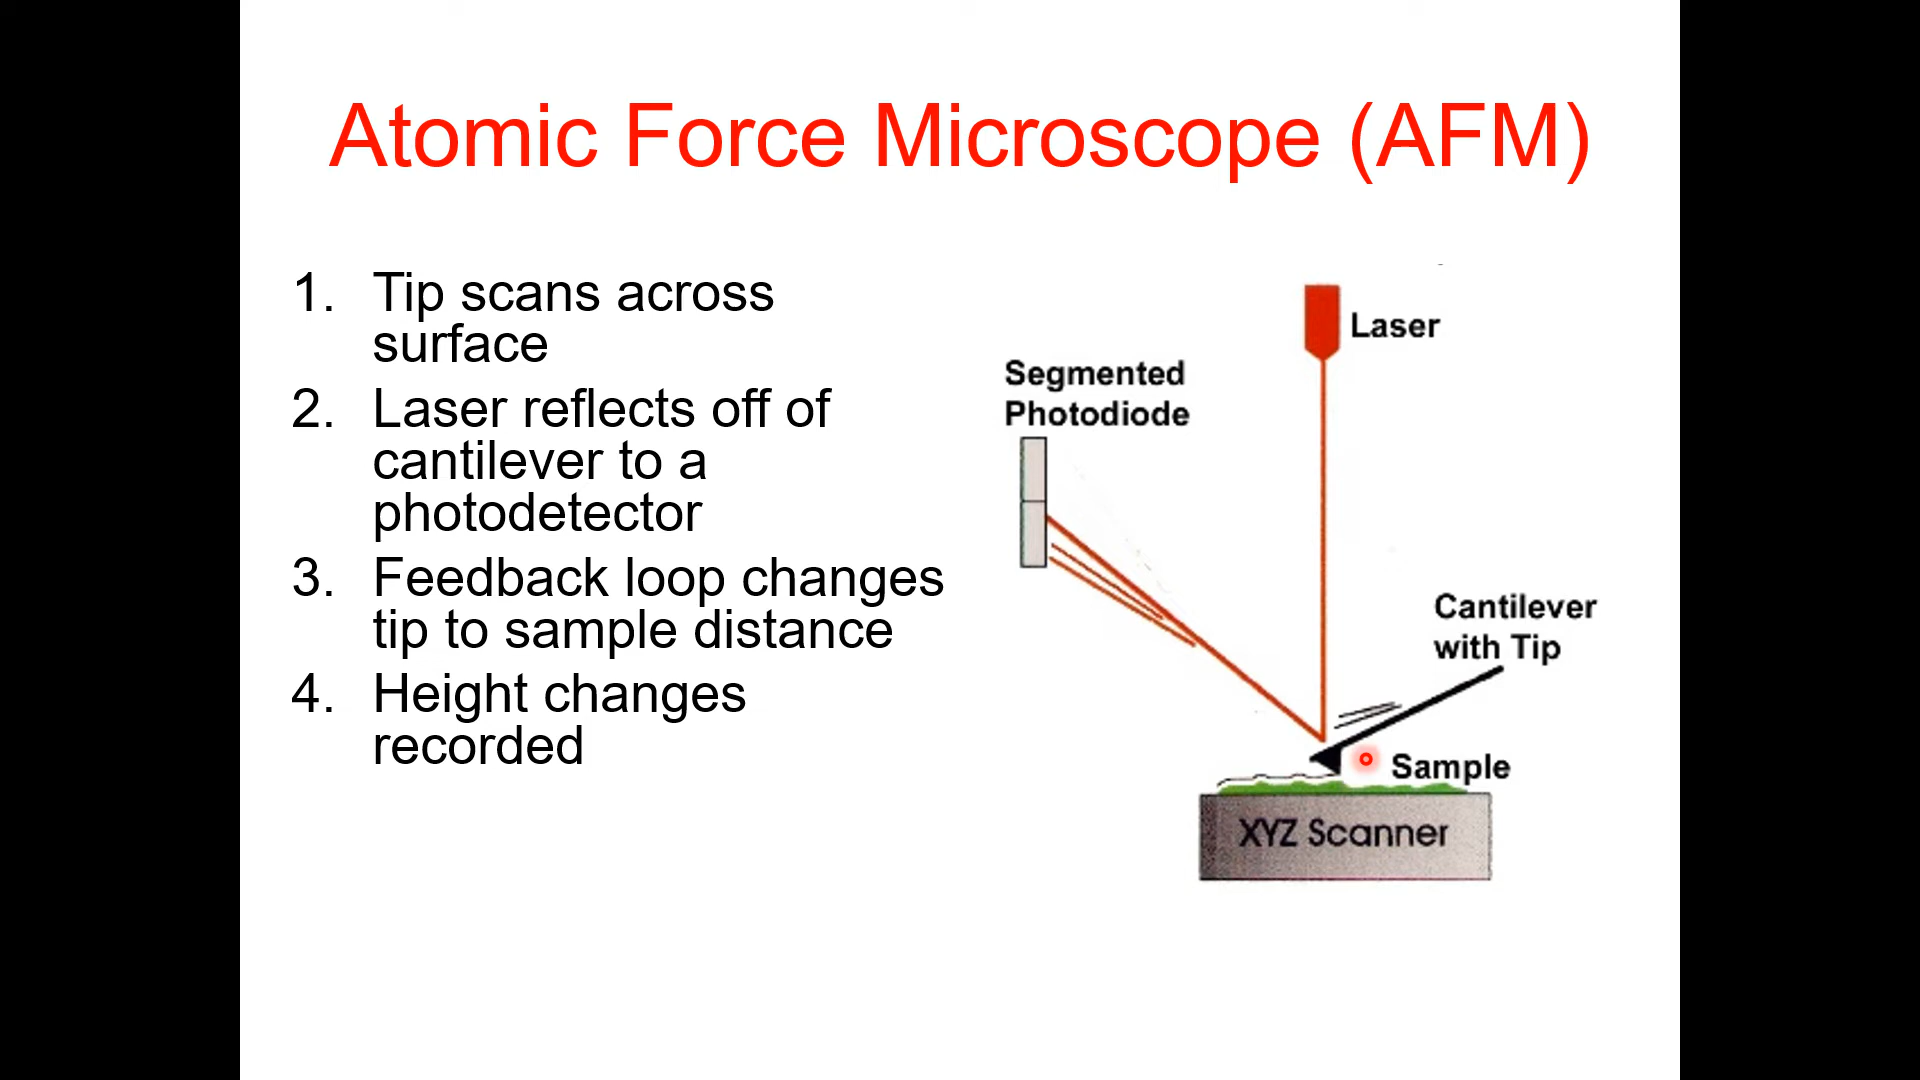 Atomic Force Microscope (AFM)
1. Tip scans across
surface
2. Laser reflects off of
cantilever to a
photodetector
3. Feedback loop changes
tip to sample distance
4. Height changes
recorded
Laser
Segmented
Photodiode
Cantilever
with Tip
Sample
XYZ Scanner